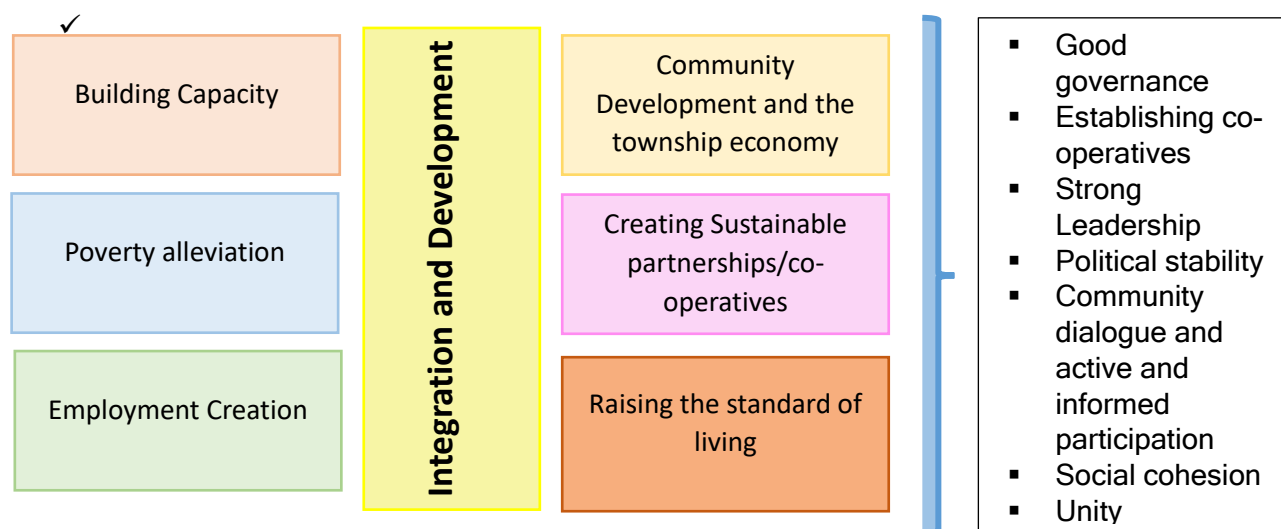 ✓
Building Capacity
Poverty alleviation
Employment Creation
Integration and Development
Community
Development and the
township economy
Creating Sustainable
partnerships/co-
operatives
Raising the standard of
living
▪ Good
governance
▪ Establishing co-
operatives
▪ Strong
Leadership
▪ Political stability
▪ Community
dialogue and
active and
informed
participation
▪ Social cohesion
▪ Unity